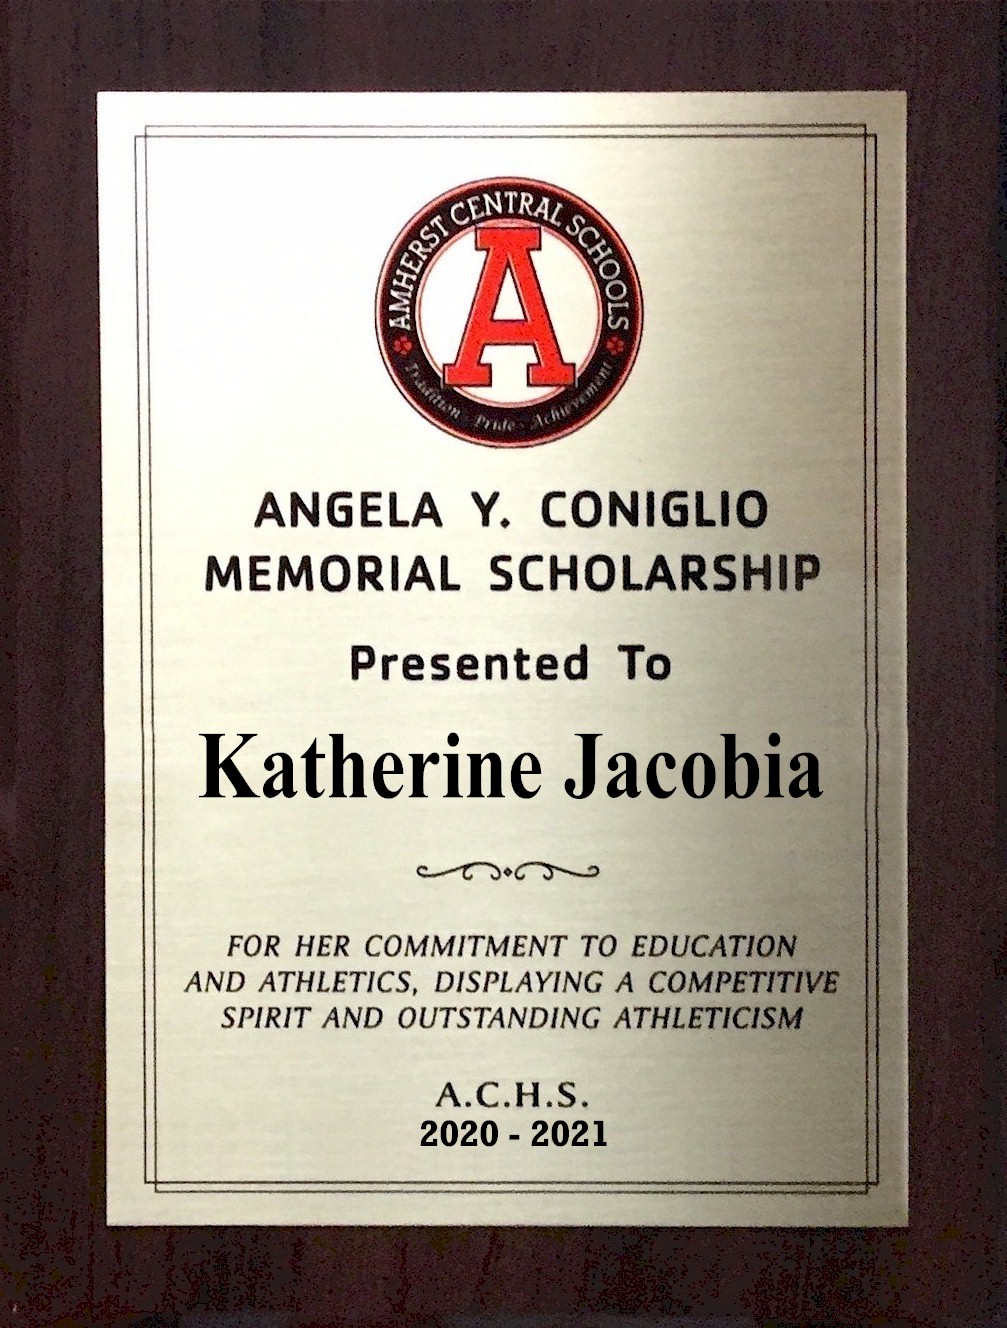 AMHERST CENTRAL SCHOOLS
A
Tradition - Pride - Achievement
ANGELA Y. CONIGLIO
MEMORIAL SCHOLARSHIP
Presented To
Katherine Jacobia
FOR HER COMMITMENT TO EDUCATION
AND ATHLETICS, DISPLAYING A COMPETITIVE
SPIRIT AND OUTSTANDING ATHLETICISM
A.C.H.S.
2020 - 2021